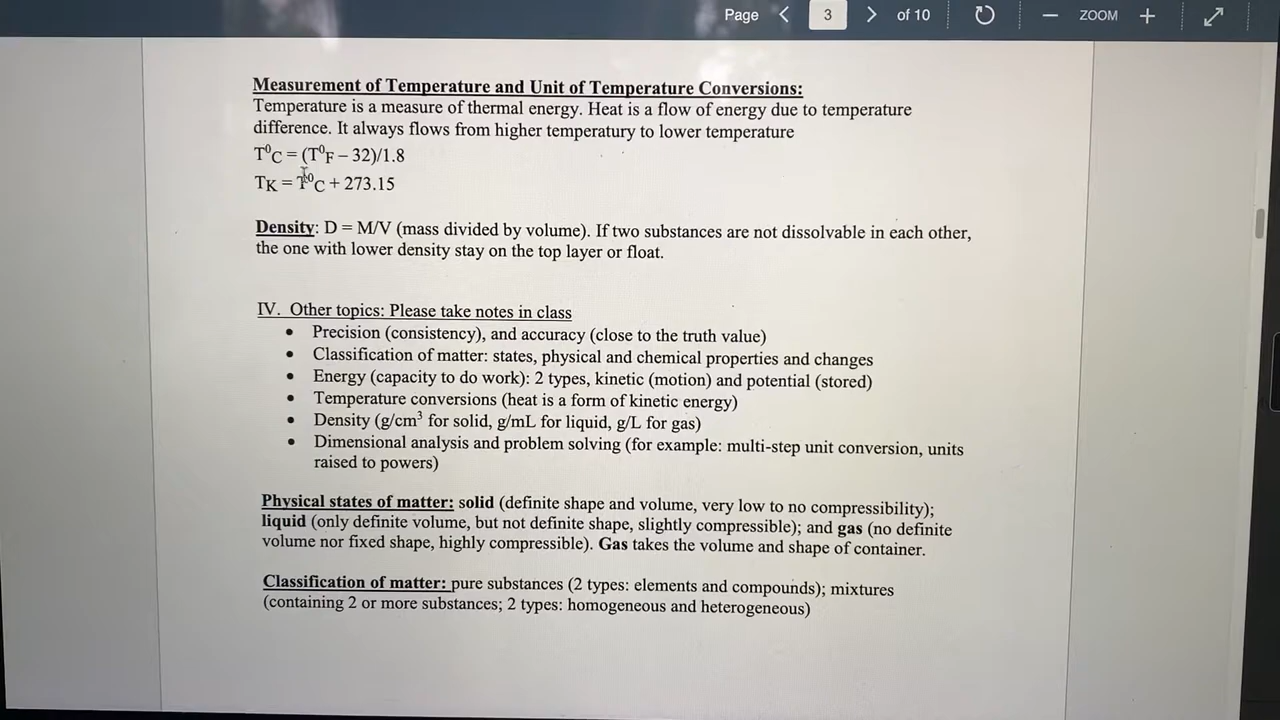 Page 3 of 10 ZOOM
Measurement of Temperature and Unit of Temperature Conversions:
Temperature is a measure of thermal energy. Heat is a flow of energy due to temperature
difference. It always flows from higher temperatury to lower temperature
T⁰C = (T⁰F – 32)/1.8
TK = T⁰C + 273.15
Density: D = M/V (mass divided by volume). If two substances are not dissolvable in each other,
the one with lower density stay on the top layer or float.
IV. Other topics: Please take notes in class
• Precision (consistency), and accuracy (close to the truth value)
• Classification of matter: states, physical and chemical properties and changes
• Energy (capacity to do work): 2 types, kinetic (motion) and potential (stored)
• Temperature conversions (heat is a form of kinetic energy)
• Density (g/cm³ for solid, g/mL for liquid, g/L for gas)
• Dimensional analysis and problem solving (for example: multi-step unit conversion, units
raised to powers)
Physical states of matter: solid (definite shape and volume, very low to no compressibility);
liquid (only definite volume, but not definite shape, slightly compressible); and gas (no definite
volume nor fixed shape, highly compressible). Gas takes the volume and shape of container.
Classification of matter: pure substances (2 types: elements and compounds); mixtures
(containing 2 or more substances; 2 types: homogeneous and heterogeneous)